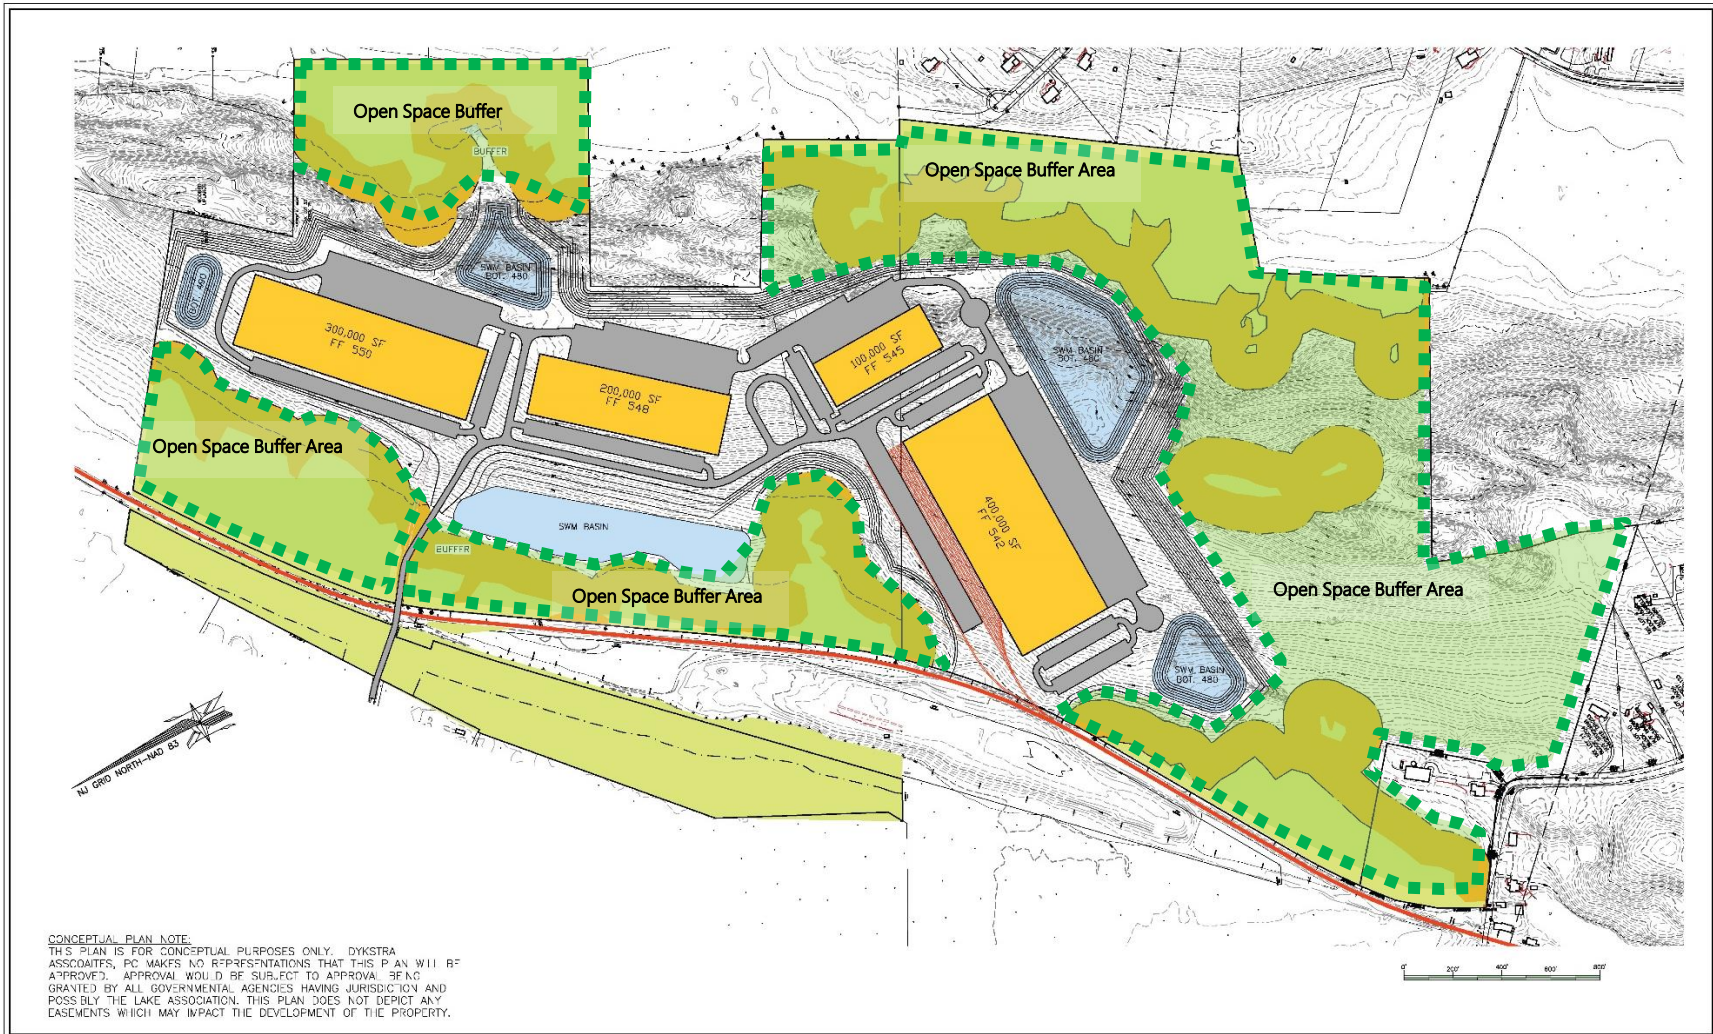 Open Space Buffer
BUFFER
Open Space Buffer Area
SWM BASIN
BOT. 480
BOT. 480
300,000 SF
FF 550
200,000 SF
FF 548
100,000 SF
FF 545
SWM BASIN
BOT. 480
Open Space Buffer Area
400,000 SF
FF 542
SWM BASIN
BUFFER
Open Space Buffer Area
Open Space Buffer Area
SWM BASIN
BOT. 480
NJ GRID NORTH-NAD 83
0' 200' 400' 600' 800'
CONCEPTUAL PLAN NOTE:
THIS PLAN IS FOR CONCEPTUAL PURPOSES ONLY. DYKSTRA
ASSCOAITES, PC MAKES NO REPRESENTATIONS THAT THIS PLAN WILL BE
APPROVED. APPROVAL WOULD BE SUBJECT TO APPROVAL BEING
GRANTED BY ALL GOVERNMENTAL AGENCIES HAVING JURISDICTION AND
POSSIBLY THE LAKE ASSOCIATION. THIS PLAN DOES NOT DEPICT ANY
EASEMENTS WHICH MAY IMPACT THE DEVELOPMENT OF THE PROPERTY.